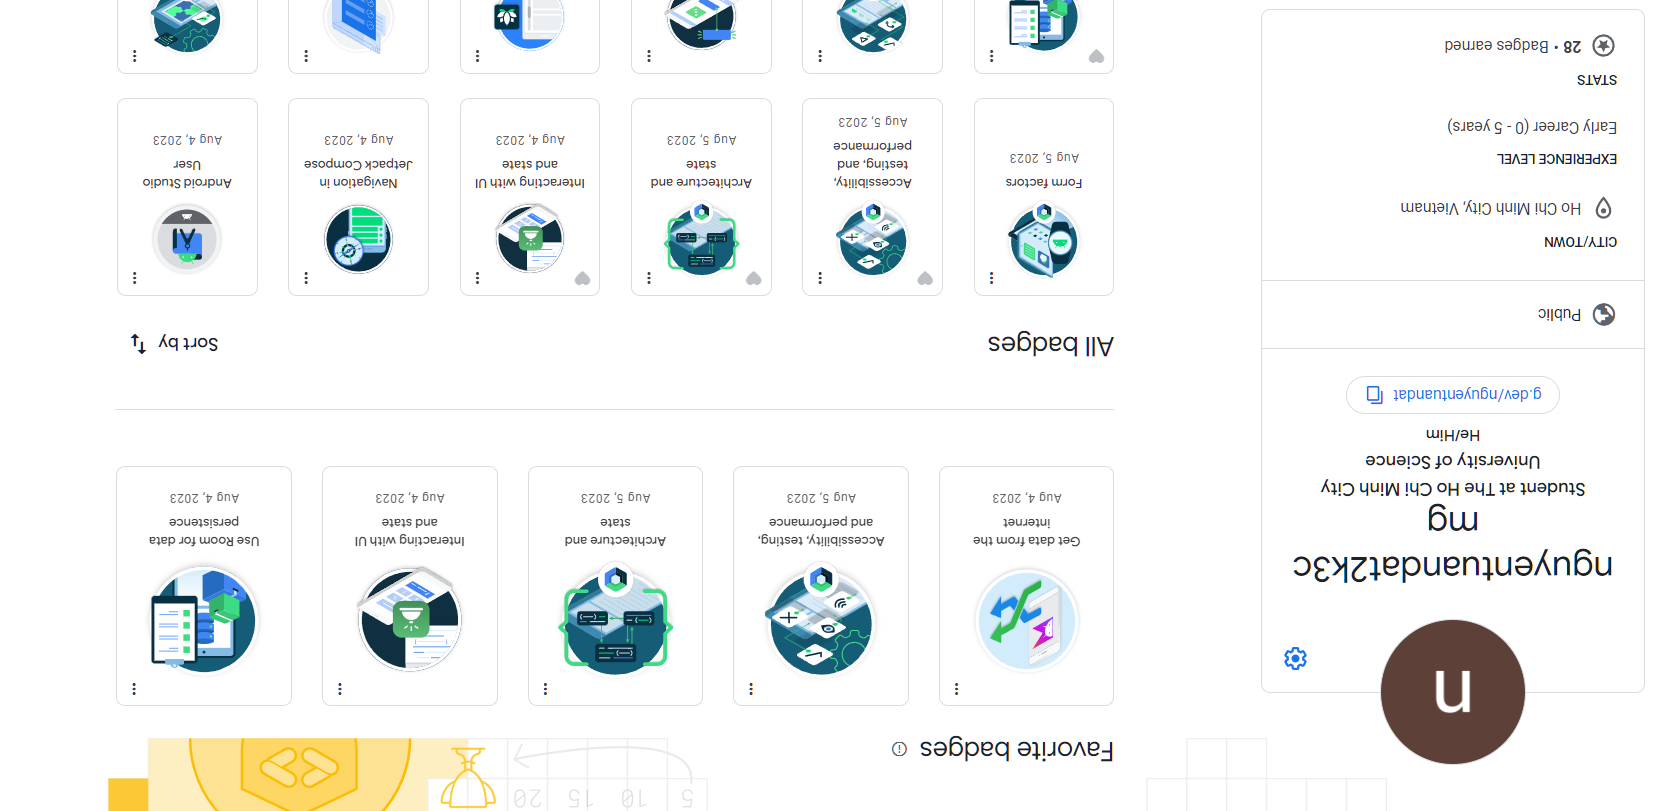 5 10 15 20
n
nguyentuandat2k3c
mg
Student at The Ho Chi Minh City
University of Science
He/Him
g.dev/nguyentuandat
Public
CITY/TOWN
Ho Chi Minh City, Vietnam
EXPERIENCE LEVEL
Early Career (0 - 5 years)
STATS
28 • Badges earned
Favorite badges
Get data from the
internet
Aug 4, 2023
Accessibility, testing,
and performance
Aug 5, 2023
Architecture and
state
Aug 5, 2023
Interacting with UI
and state
Aug 4, 2023
Use Room for data
persistence
Aug 4, 2023
All badges
Sort by
Form factors
Aug 5, 2023
Accessibility,
testing, and
performance
Aug 5, 2023
Architecture and
state
Aug 5, 2023
Interacting with UI
and state
Aug 4, 2023
Navigation in
Jetpack Compose
Aug 4, 2023
Android Studio
User
Aug 4, 2023